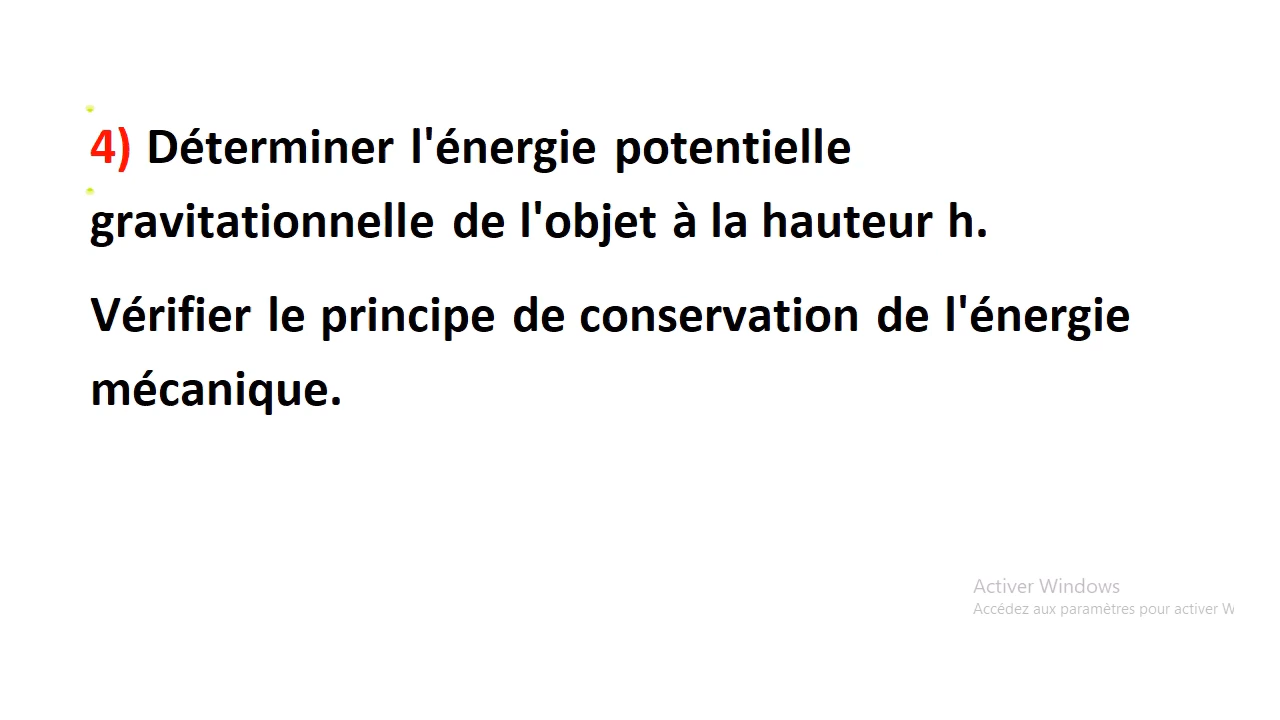 4) Déterminer l'énergie potentielle
gravitationnelle de l'objet à la hauteur h.
Vérifier le principe de conservation de l'énergie
mécanique.
Activer Windows
Accédez aux paramètres pour activer W